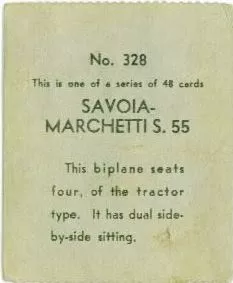 No. 328
This is one of a series of 48 cards
SAVOIA-
MARCHETTI S. 55
This biplane seats
four, of the tractor
type. It has dual side-
by-side sitting.